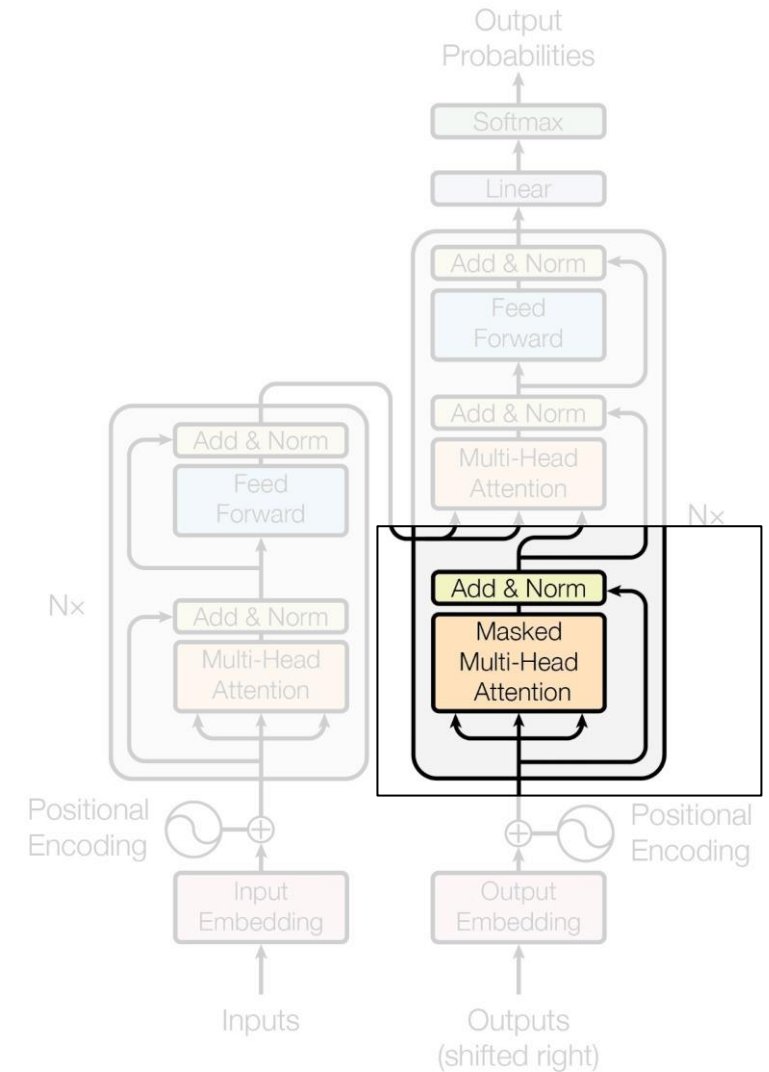 Output
Probabilities
Softmax
Linear
Add & Norm
Feed
Forward
Add & Norm
Multi-Head
Attention
Nx
Add & Norm
Masked
Multi-Head
Attention
Positional
Encoding
Output
Embedding
Outputs
(shifted right)
Add & Norm
Feed
Forward
Nx
Add & Norm
Multi-Head
Attention
Positional
Encoding
Input
Embedding
Inputs